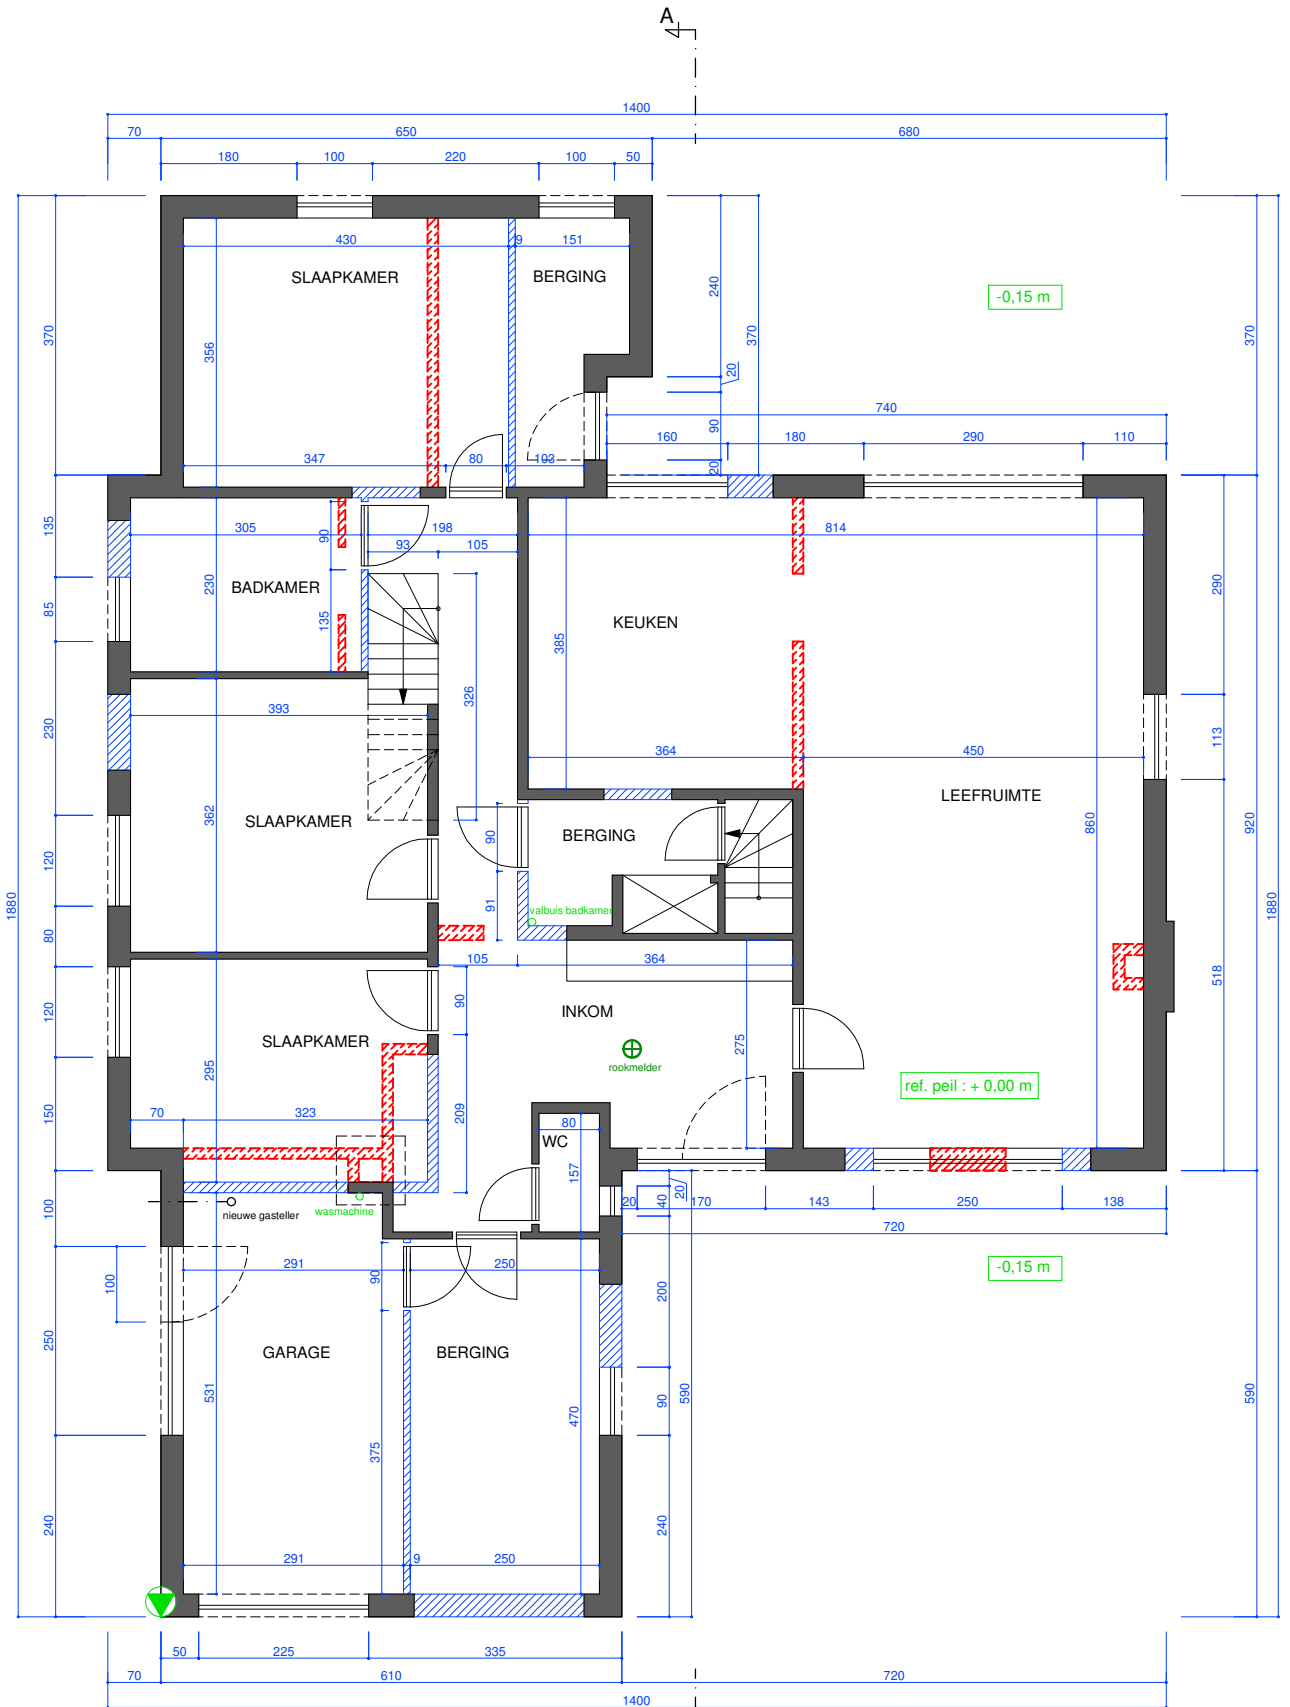 A
1400
70 650 680
180 100 220 100 50
430 9 151
SLAAPKAMER BERGING
240
-0,15 m
370 356 370 370
20
740
90
160 180 290 110
347 80 103 20
135 305 90 198 814
93 105
BADKAMER
230 290
85 135
KEUKEN
385
326
393
230 113
364 450
LEEFRUIMTE
362 SLAAPKAMER 860
90 BERGING
120
1880 920 1880
91 valbuis badkamer
80
105 364
518
120 90 INKOM
SLAAPKAMER 275
295 rookmelder
ref. peil : + 0,00 m
150 209
70 323 80
WC
157
100 nieuwe gasteller
wasmachine
20 40 20 170 143 250 138
720
291 250
-0,15 m
100 90 200
250 GARAGE BERGING
531 90 590 590
470
375
240 240
291 9 250
50 225 335
70 610 720
1400